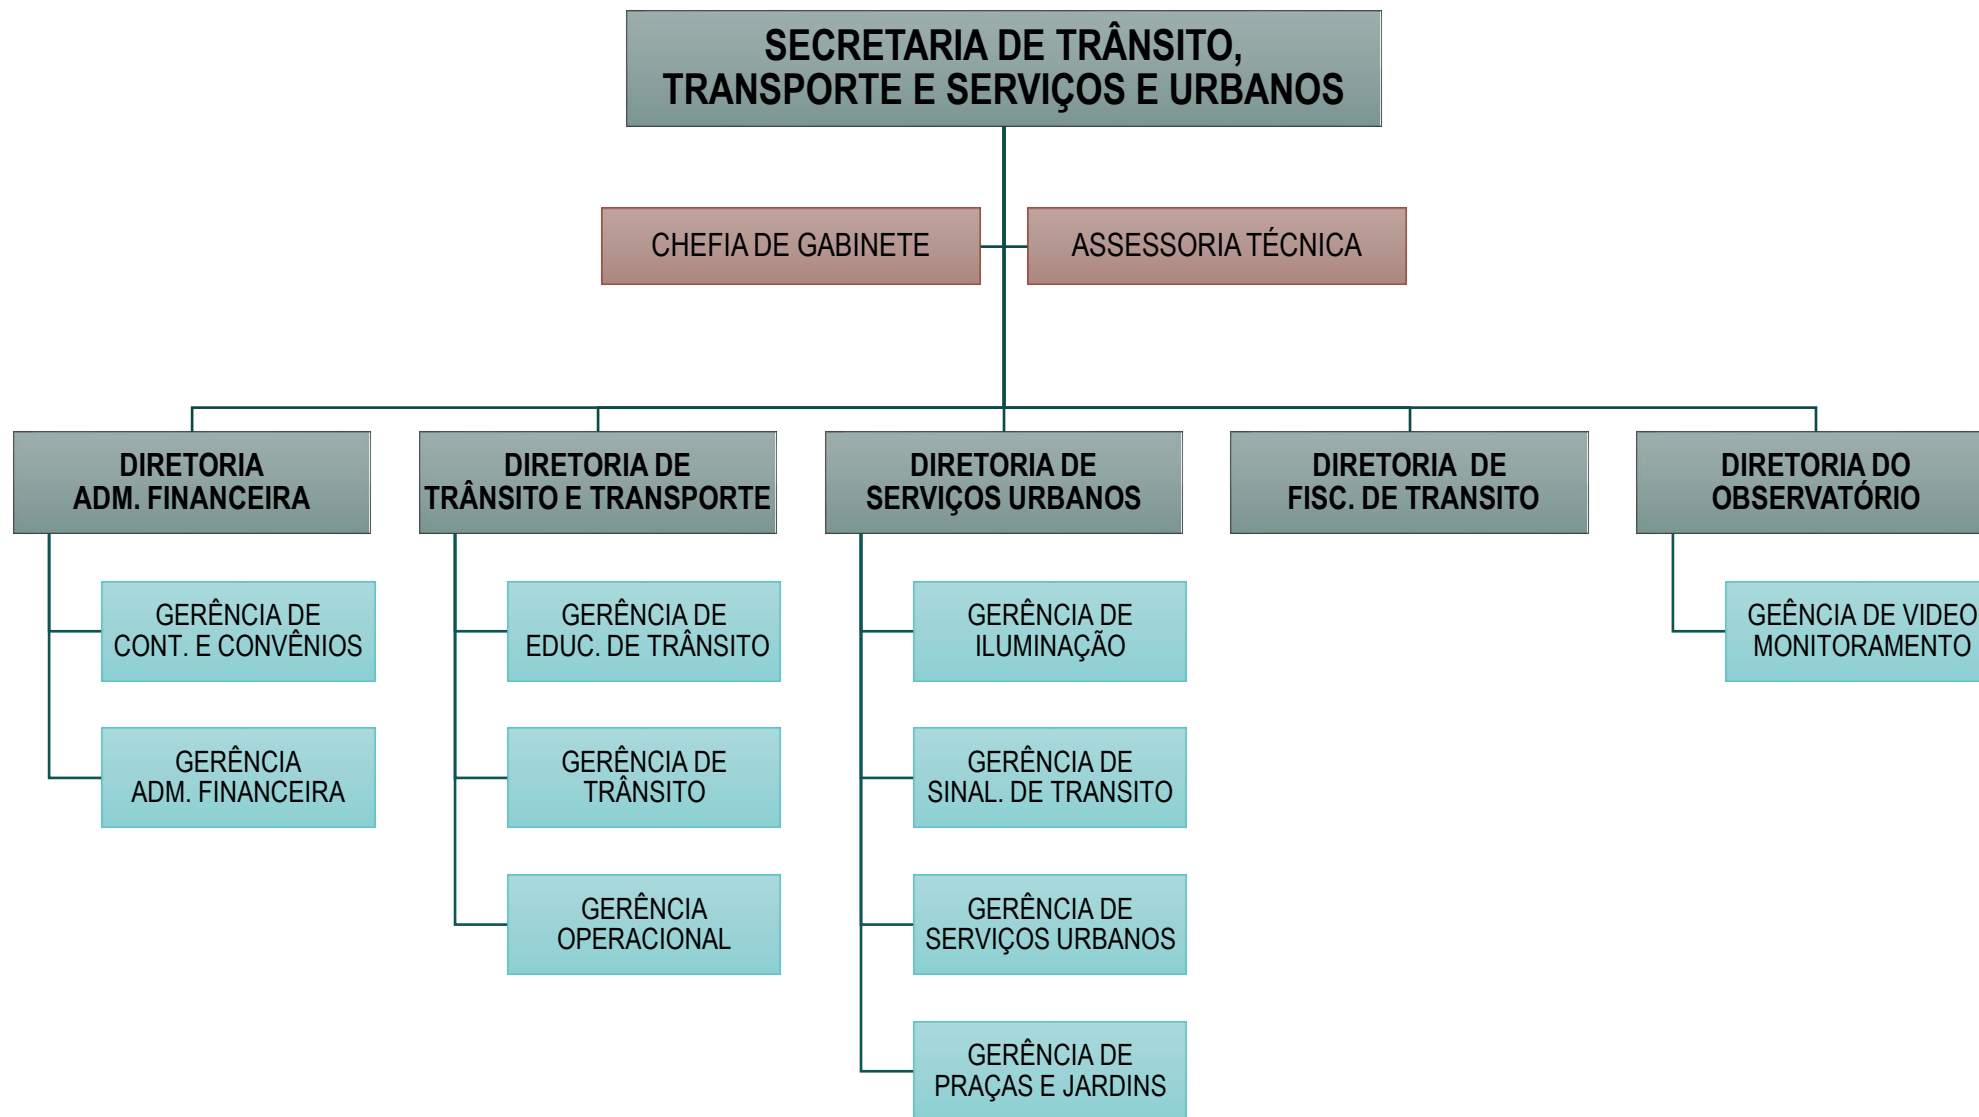 SECRETARIA DE TRÂNSITO,
TRANSPORTE E SERVIÇOS E URBANOS
CHEFIA DE GABINETE
ASSESSORIA TÉCNICA
DIRETORIA
ADM. FINANCEIRA
DIRETORIA DE
TRÂNSITO E TRANSPORTE
DIRETORIA DE
SERVIÇOS URBANOS
DIRETORIA DE
FISC. DE TRANSITO
DIRETORIA DO
OBSERVATÓRIO
GERÊNCIA DE
CONT. E CONVÊNIOS
GERÊNCIA DE
EDUC. DE TRÂNSITO
GERÊNCIA DE
ILUMINAÇÃO
GEÊNCIA DE VIDEO
MONITORAMENTO
GERÊNCIA
ADM. FINANCEIRA
GERÊNCIA DE
TRÂNSITO
GERÊNCIA DE
SINAL. DE TRANSITO
GERÊNCIA
OPERACIONAL
GERÊNCIA DE
SERVIÇOS URBANOS
GERÊNCIA DE
PRAÇAS E JARDINS